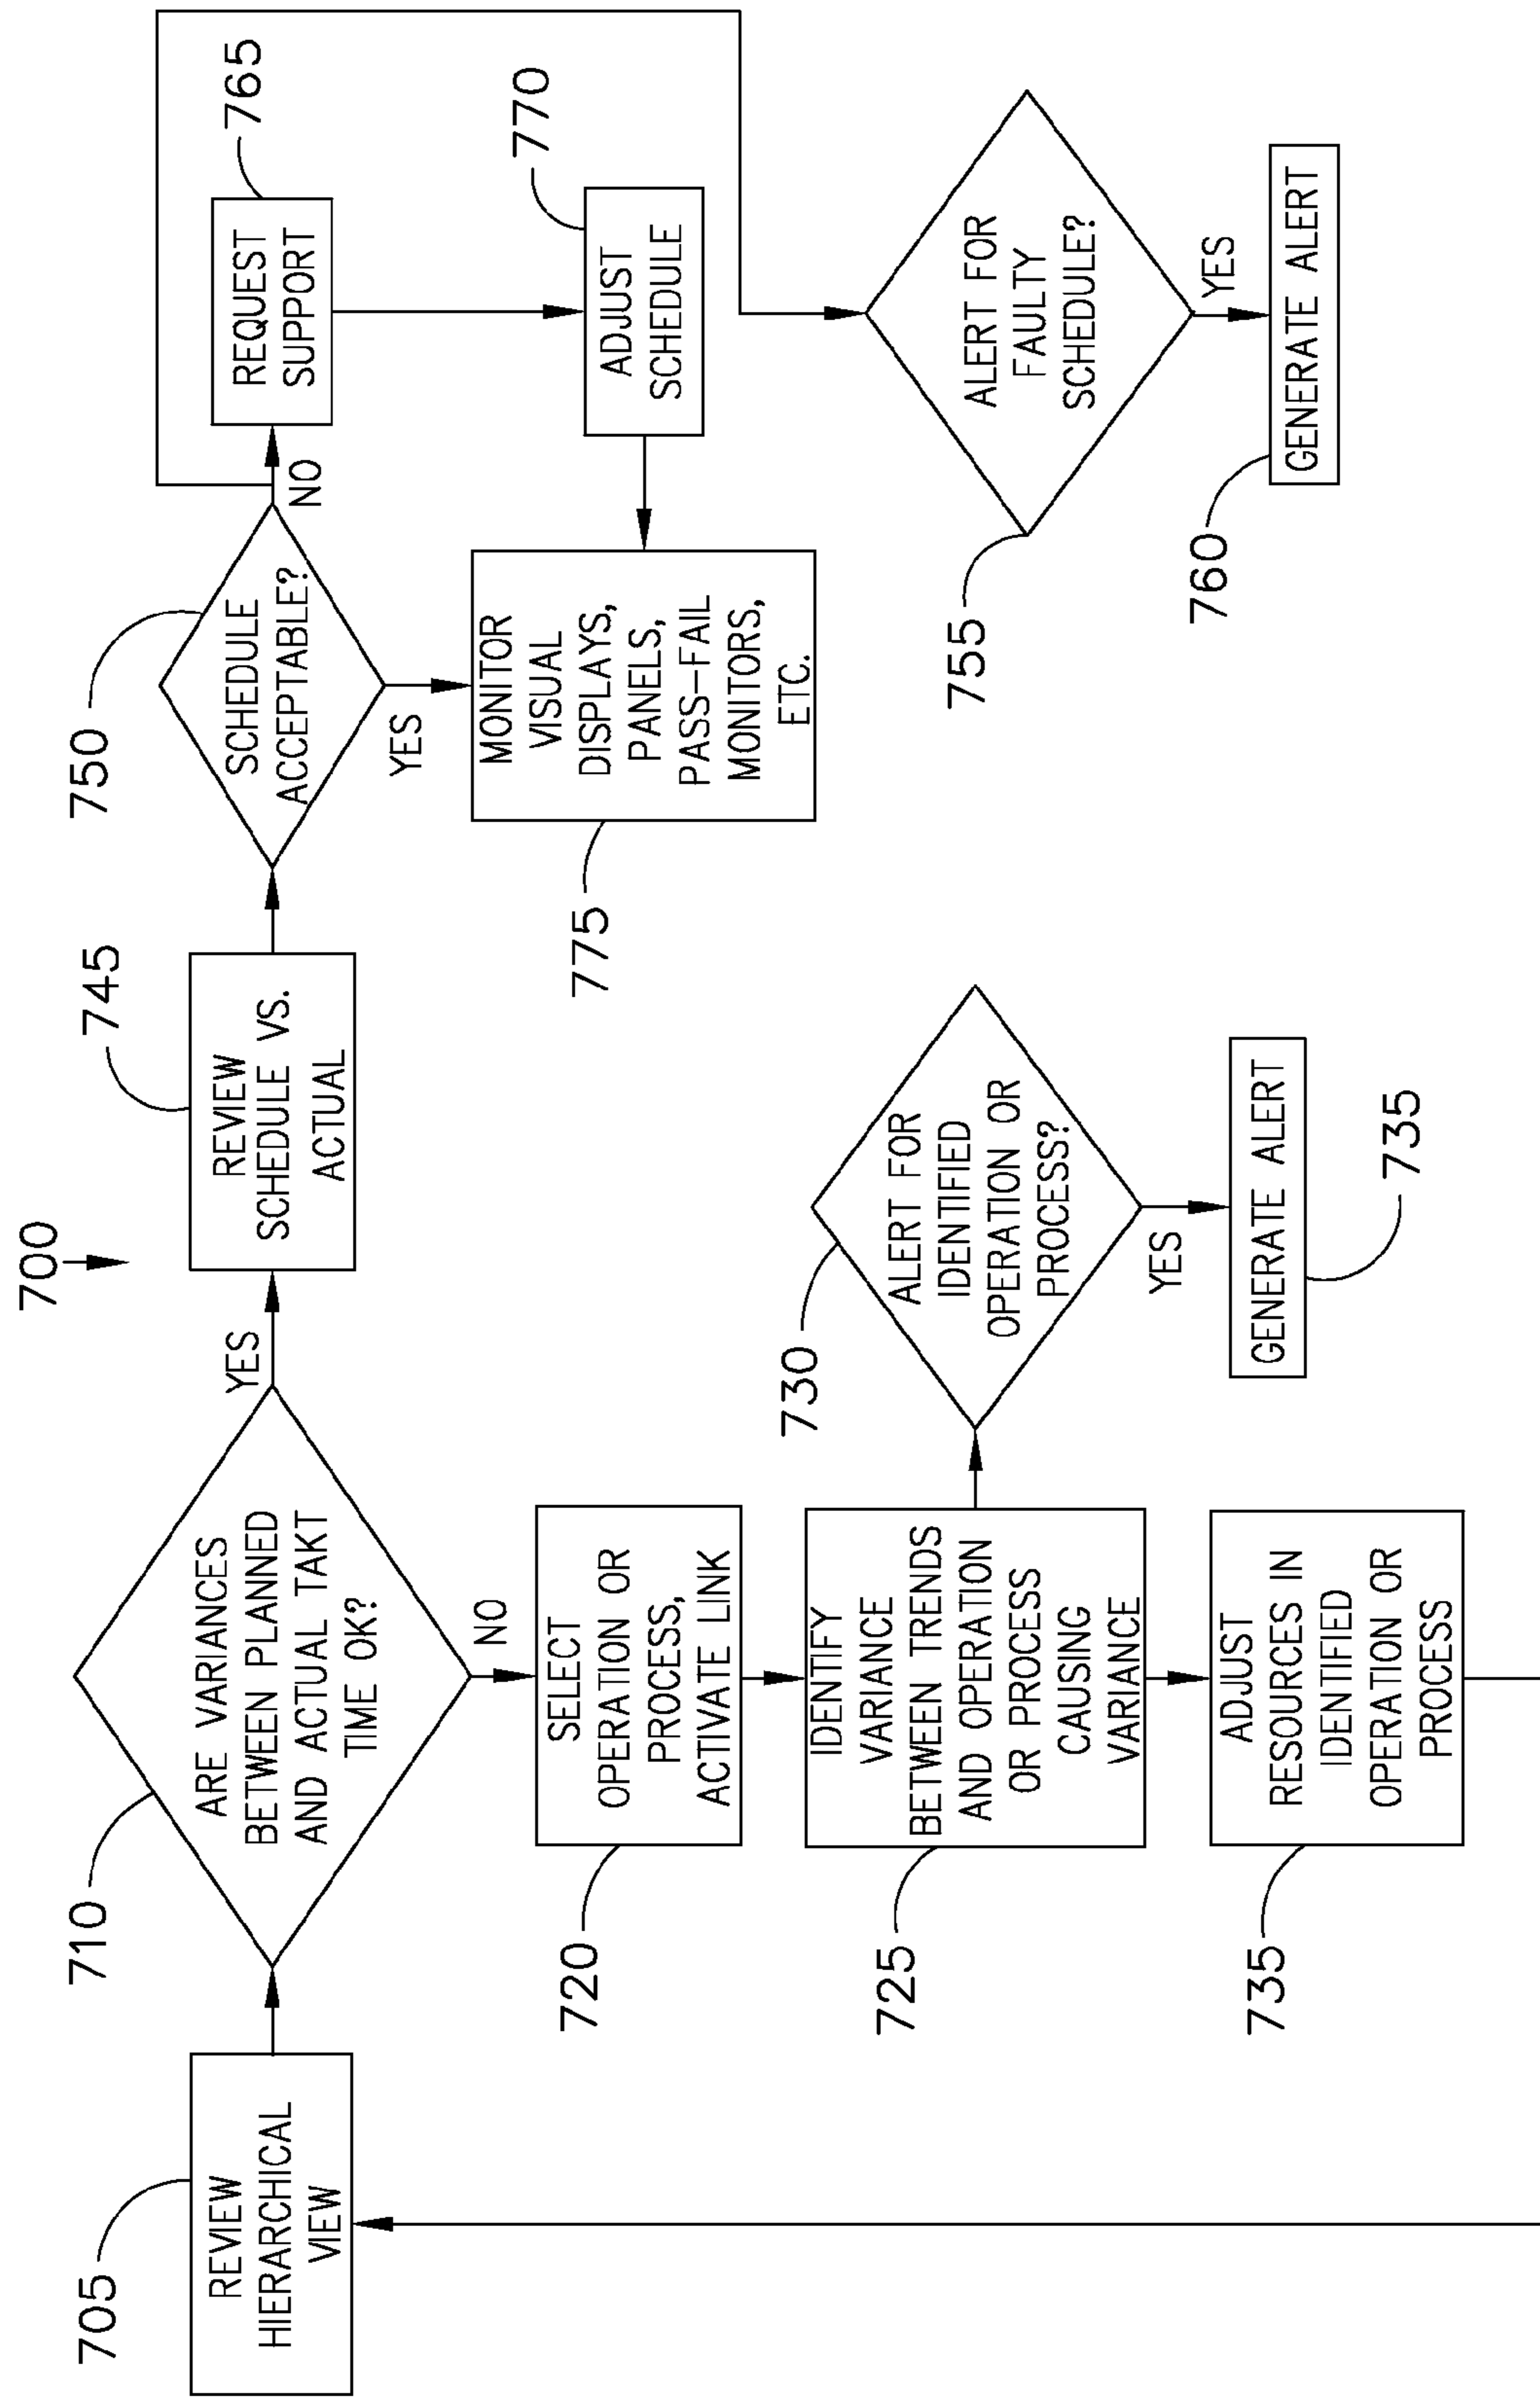 700
705
REVIEW
HIERARCHICAL
VIEW
710
ARE VARIANCES
BETWEEN PLANNED
AND ACTUAL TAKT
TIME OK?
YES
NO
745
REVIEW
SCHEDULE VS.
ACTUAL
750
SCHEDULE
ACCEPTABLE?
NO
YES
765
REQUEST
SUPPORT
770
ADJUST
SCHEDULE
775
MONITOR
VISUAL
DISPLAYS,
PANELS,
PASS-FAIL
MONITORS,
ETC.
755
ALERT FOR
FAULTY
SCHEDULE?
YES
760
GENERATE ALERT
720
SELECT
OPERATION OR
PROCESS,
ACTIVATE LINK
725
IDENTIFY
VARIANCE
BETWEEN TRENDS
AND OPERATION
OR PROCESS
CAUSING
VARIANCE
730
ALERT FOR
IDENTIFIED
OPERATION OR
PROCESS?
YES
GENERATE ALERT
735
735
ADJUST
RESOURCES IN
IDENTIFIED
OPERATION OR
PROCESS